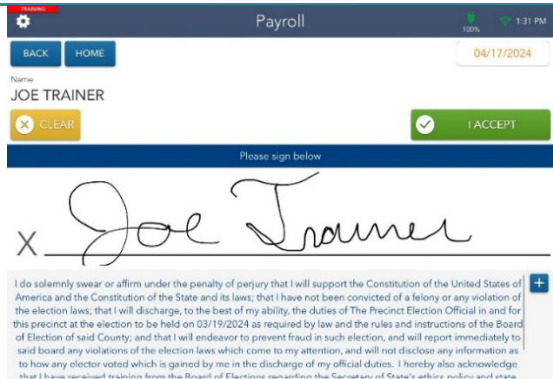 TRAINING
Payroll
100%
1:31 PM
BACK
HOME
04/17/2024
Name
JOE TRAINER
CLEAR
I ACCEPT
Please sign below
X Joe Trainer
I do solemnly swear or affirm under the penalty of perjury that I will support the Constitution of the United States of
America and the Constitution of the State and its laws; that I have not been convicted of a felony or any violation of
the election laws; that I will discharge, to the best of my ability, the duties of The Precinct Election Official in and for
this precinct at the election to be held on 03/19/2024 as required by law and the rules and instructions of the Board
of Election of said County; and that I will endeavor to prevent fraud in such election, and will report immediately to
said board any violations of the election laws which come to my attention, and will not disclose any information as
to how any elector voted which is gained by me in the discharge of my official duties. I hereby also acknowledge
that I have received training from the Board of Elections regarding the Secretary of State's ethics policy and state